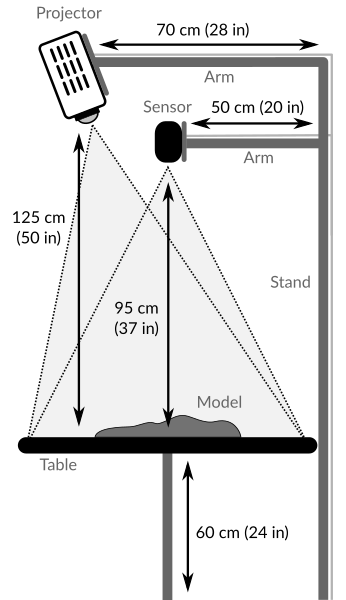 Projector
70 cm (28 in)
Arm
Sensor
50 cm (20 in)
Arm
125 cm
(50 in)
Stand
95 cm
(37 in)
Model
Table
60 cm (24 in)